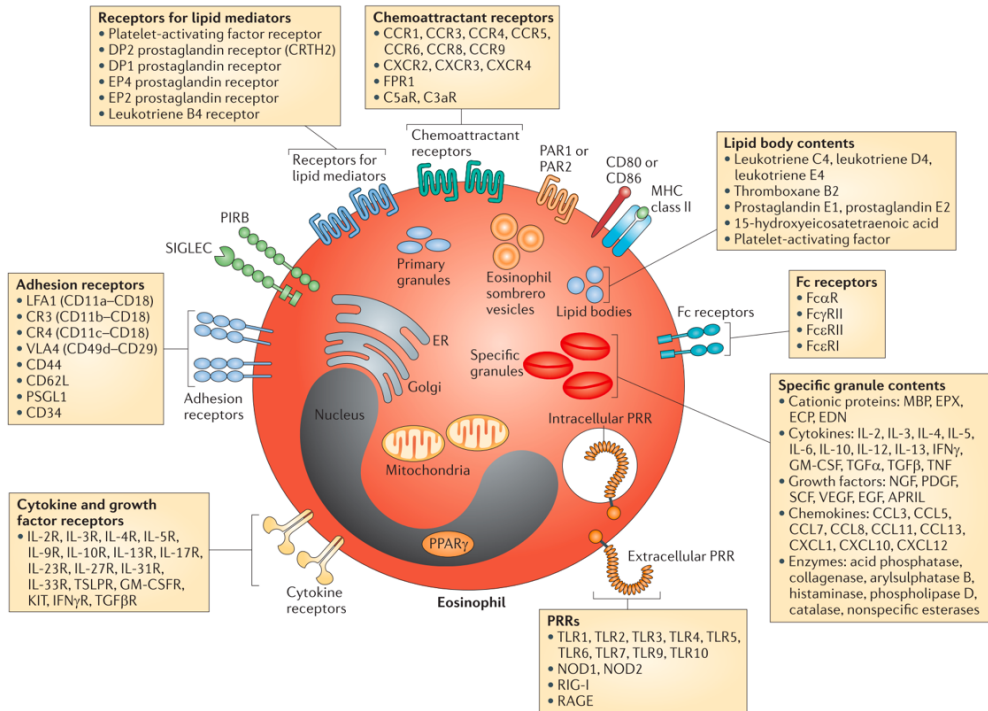 Receptors for lipid mediators
• Platelet-activating factor receptor
• DP2 prostaglandin receptor (CRTH2)
• DP1 prostaglandin receptor
• EP4 prostaglandin receptor
• EP2 prostaglandin receptor
• Leukotriene B4 receptor
Chemoattractant receptors
• CCR1, CCR3, CCR4, CCR5,
CCR6, CCR8, CCR9
• CXCR2, CXCR3, CXCR4
• FPR1
• C5aR, C3aR
Receptors for
lipid mediators
Chemoattractant
receptors
PAR1 or
PAR2
CD80 or
CD86
MHC
class II
Lipid body contents
• Leukotriene C4, leukotriene D4,
leukotriene E4
• Thromboxane B2
• Prostaglandin E1, prostaglandin E2
• 15-hydroxyeicosatetraenoic acid
• Platelet-activating factor
PIRB
SIGLEC
Primary
granules
Eosinophil
sombrero
vesicles
Lipid bodies
Adhesion receptors
• LFA1 (CD11a–CD18)
• CR3 (CD11b–CD18)
• CR4 (CD11c–CD18)
• VLA4 (CD49d–CD29)
• CD44
• CD62L
• PSGL1
• CD34
Adhesion
receptors
ER
Golgi
Nucleus
Specific
granules
Fc receptors
Fc receptors
• FcαR
• FcγRII
• FcεRII
• FcεRI
Mitochondria
Intracellular PRR
Specific granule contents
• Cationic proteins: MBP, EPX,
ECP, EDN
• Cytokines: IL-2, IL-3, IL-4, IL-5,
IL-6, IL-10, IL-12, IL-13, IFNγ,
GM-CSF, TGFα, TGFβ, TNF
• Growth factors: NGF, PDGF,
SCF, VEGF, EGF, APRIL
• Chemokines: CCL3, CCL5,
CCL7, CCL8, CCL11, CCL13,
CXCL1, CXCL10, CXCL12
• Enzymes: acid phosphatase,
collagenase, arylsulphatase B,
histaminase, phospholipase D,
catalase, nonspecific esterases
Cytokine and growth
factor receptors
• IL-2R, IL-3R, IL-4R, IL-5R,
IL-9R, IL-10R, IL-13R, IL-17R,
IL-23R, IL-27R, IL-31R,
IL-33R, TSLPR, GM-CSFR,
KIT, IFNγR, TGFβR
Cytokine
receptors
PPARγ
Eosinophil
Extracellular PRR
PRRs
• TLR1, TLR2, TLR3, TLR4, TLR5,
TLR6, TLR7, TLR9, TLR10
• NOD1, NOD2
• RIG-I
• RAGE